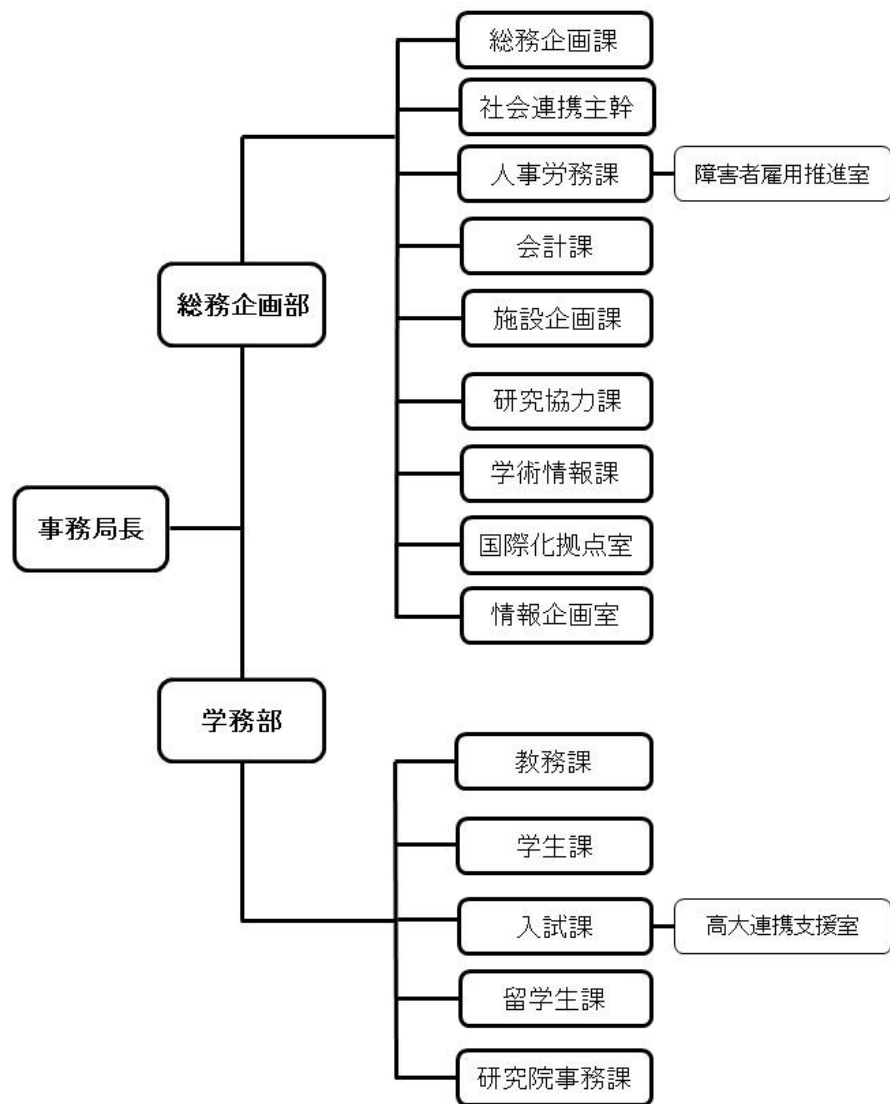 事務局長
総務企画部
総務企画課
社会連携主幹
人事労務課
障害者雇用推進室
会計課
施設企画課
研究協力課
学術情報課
国際化拠点室
情報企画室
学務部
教務課
学生課
入試課
高大連携支援室
留学生課
研究院事務課